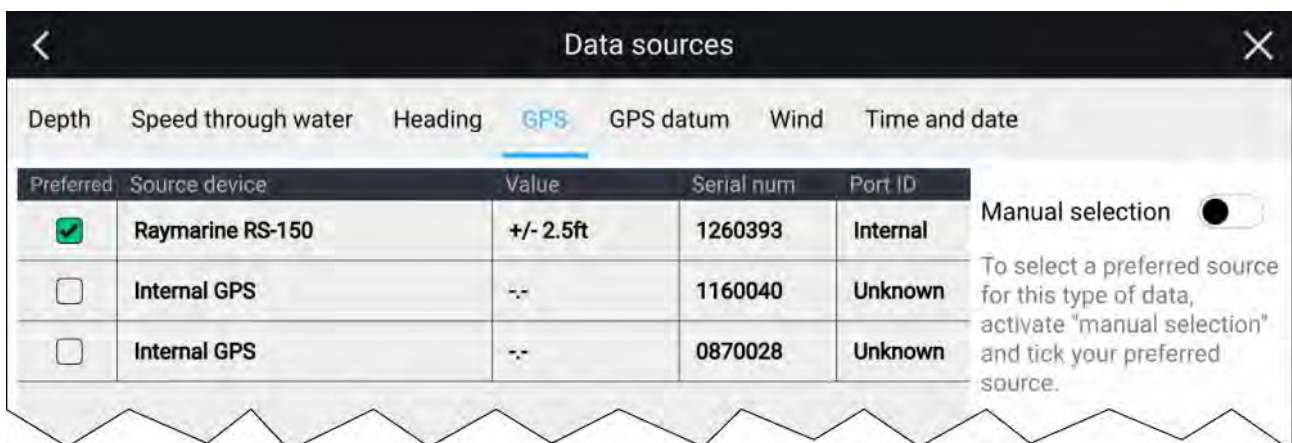 Data sources
Depth Speed through water Heading GPS GPS datum Wind Time and date
Preferred Source device Value Serial num Port ID
Raymarine RS-150 +/- 2.5ft 1260393 Internal
Internal GPS -.- 1160040 Unknown
Internal GPS -.- 0870028 Unknown
Manual selection
To select a preferred source
for this type of data,
activate "manual selection"
and tick your preferred
source.